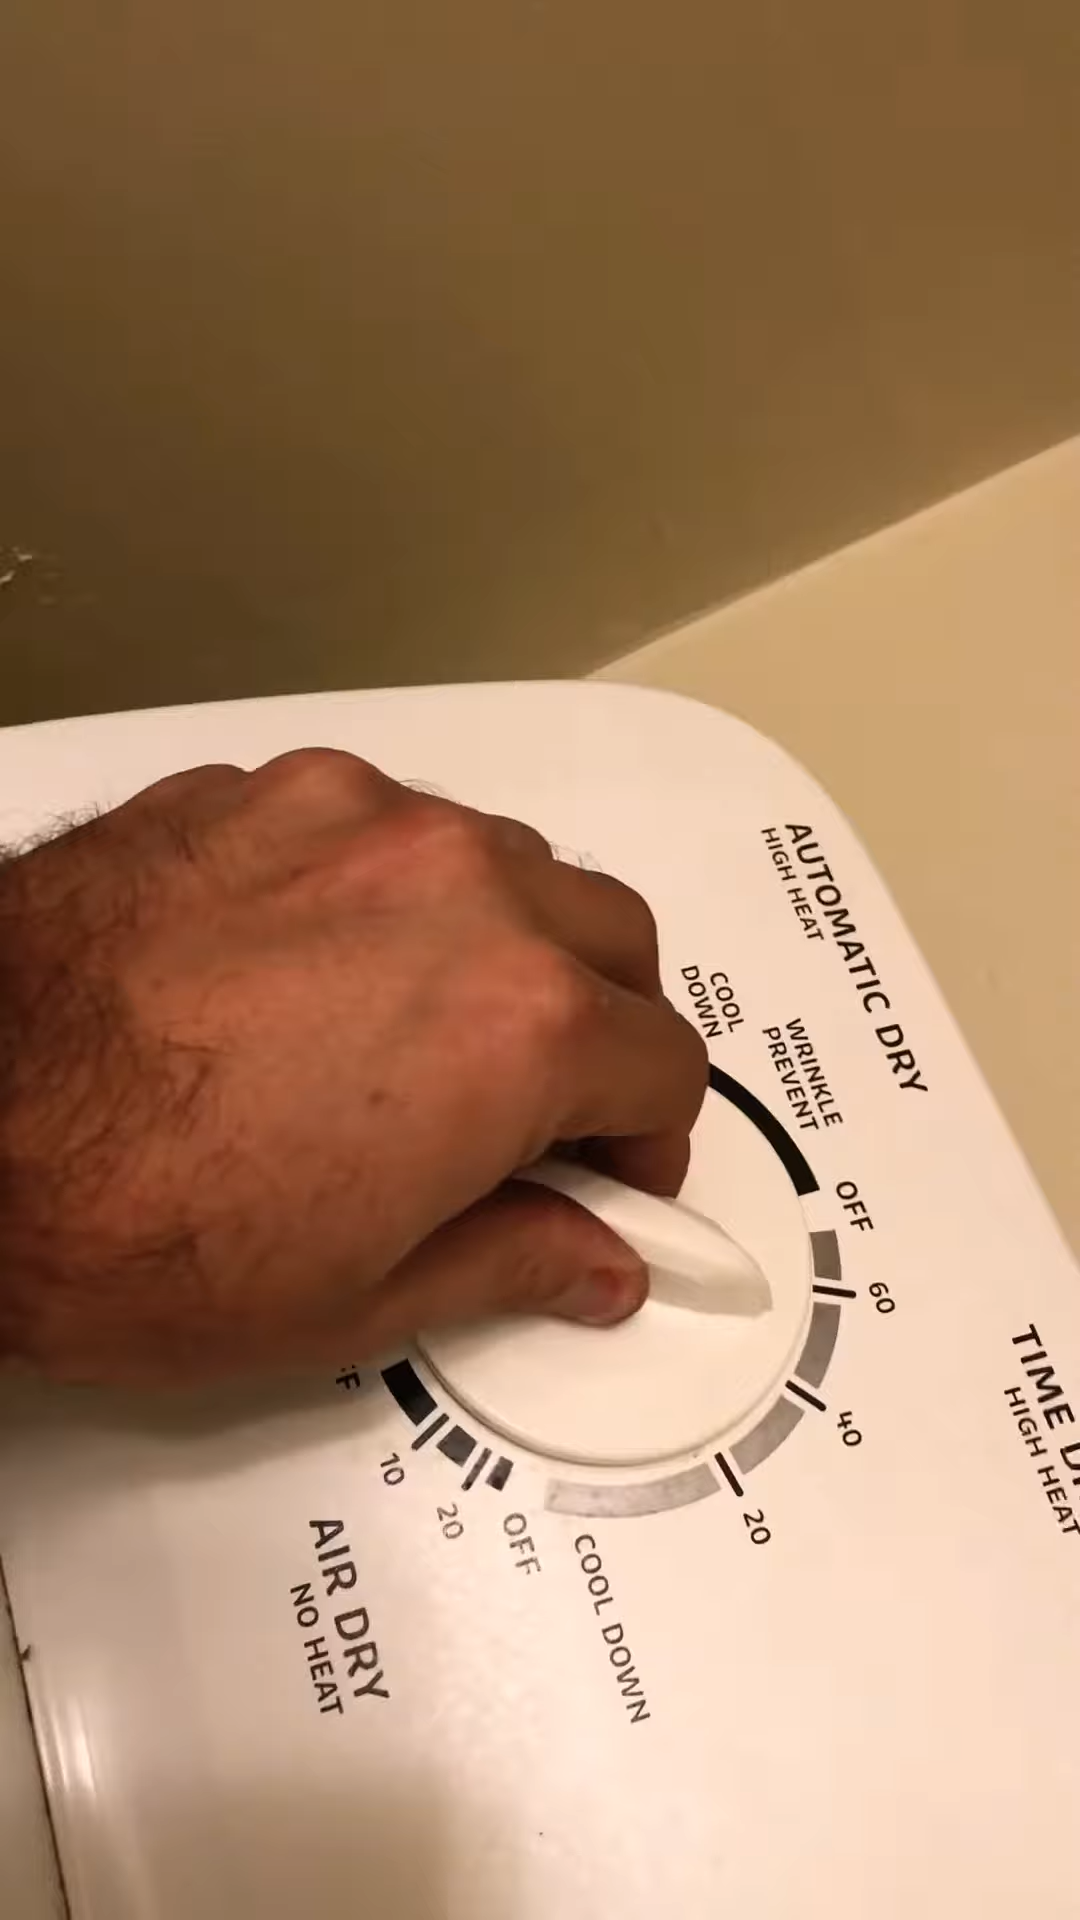 AUTOMATIC DRY
HIGH HEAT
COOL
DOWN
WRINKLE
PREVENT
OFF
60
40
20
COOL DOWN
OFF
20
10
AIR DRY
NO HEAT
TIME
HIGH HEAT